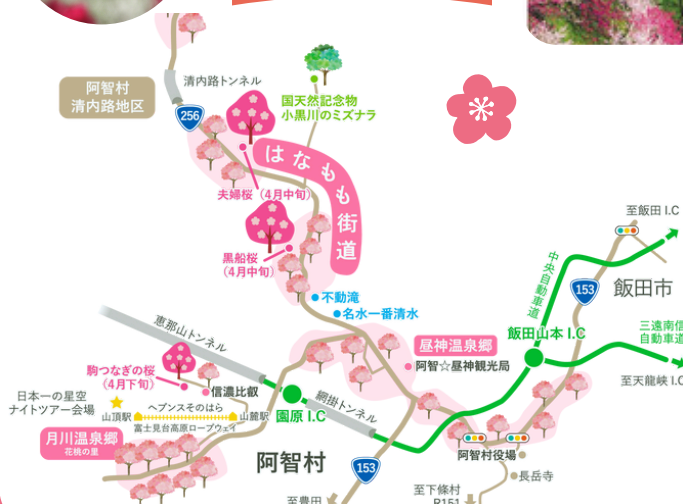 清内路トンネル
阿智村
清内路地区
国天然記念物
小黒川のミズナラ
256
はなもも街道
夫婦桜(4月中旬)
至飯田 I.C
黒船桜
(4月中旬)
中央自動車道
153
飯田市
不動滝
名水一番清水
恵那山トンネル
飯田山本 I.C
三遠南信
自動車道
昼神温泉郷
駒つなぎの桜
(4月下旬)
阿智☆昼神観光局
至天龍峡 I.C
信濃比叡
日本一の星空
ナイトツアー会場
ヘブンスそのはら
山頂駅
山麓駅
富士見台高原ロープウェイ
園原 I.C
網掛トンネル
月川温泉郷
花桃の里
阿智村
153
阿智村役場
長岳寺
至下條村
R151
至豊田